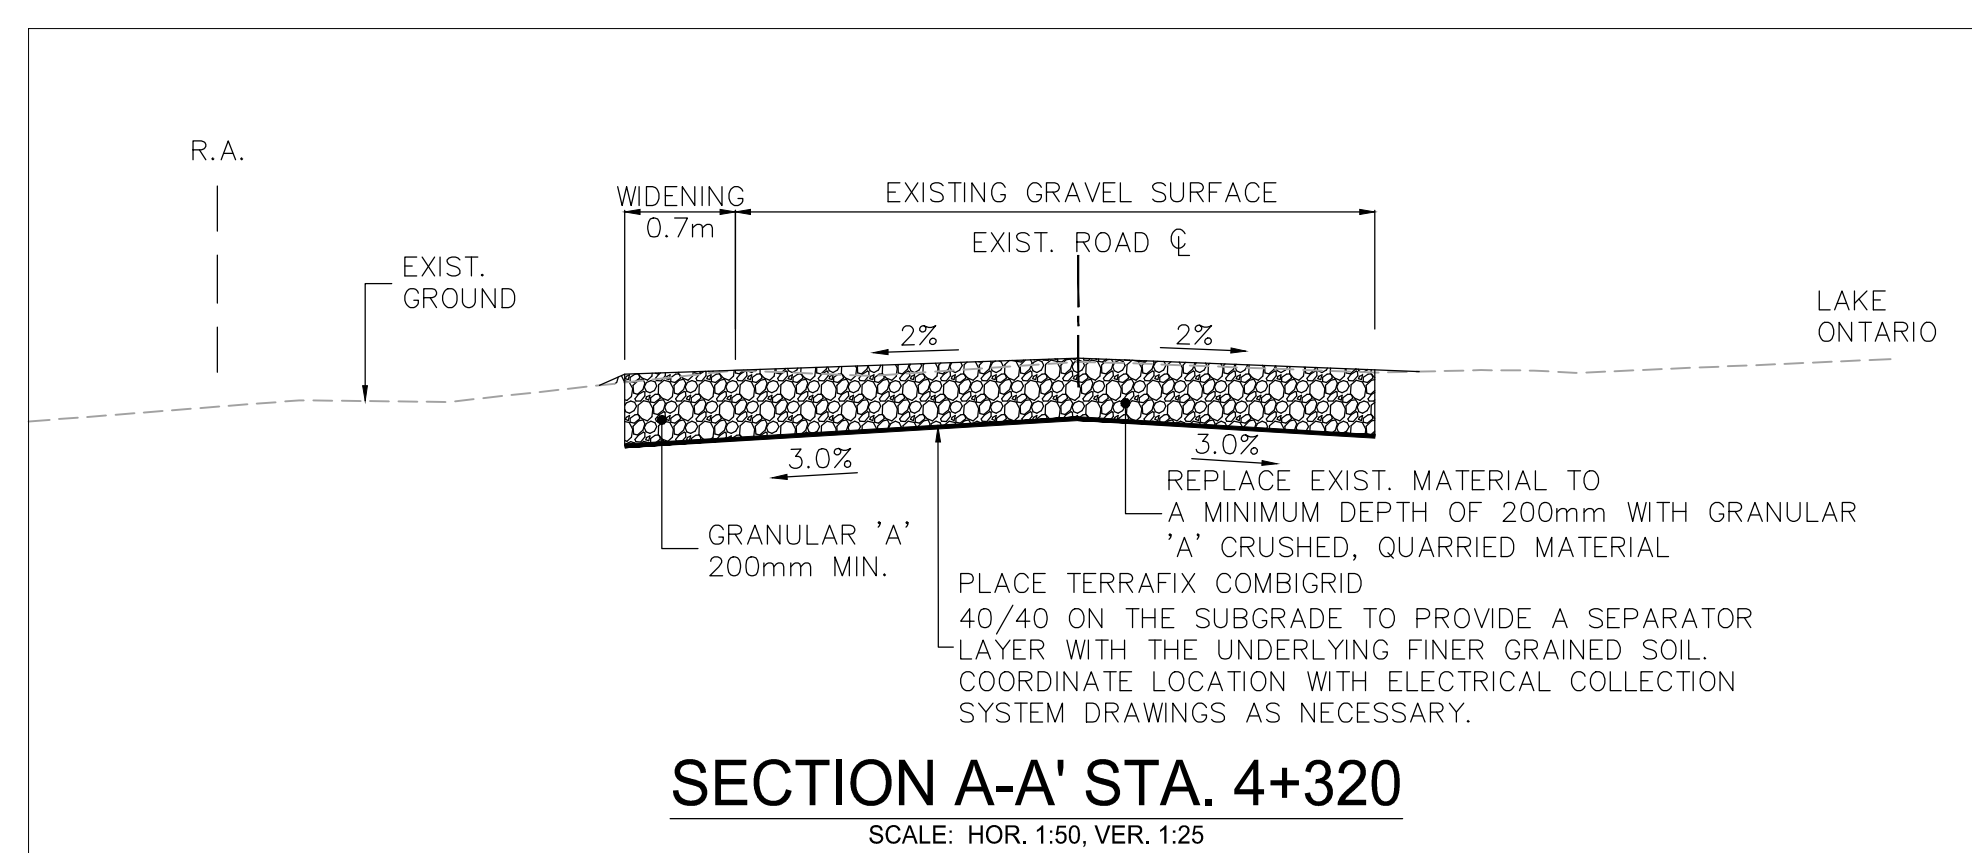 R.A.
WIDENING
0.7m
EXISTING GRAVEL SURFACE
EXIST. ROAD ℄
EXIST.
GROUND
LAKE
ONTARIO
2%
2%
3.0%
3.0%
GRANULAR 'A'
200mm MIN.
REPLACE EXIST. MATERIAL TO
A MINIMUM DEPTH OF 200mm WITH GRANULAR
'A' CRUSHED, QUARRIED MATERIAL
PLACE TERRAFIX COMBIGRID
40/40 ON THE SUBGRADE TO PROVIDE A SEPARATOR
LAYER WITH THE UNDERLYING FINER GRAINED SOIL.
COORDINATE LOCATION WITH ELECTRICAL COLLECTION
SYSTEM DRAWINGS AS NECESSARY.
SECTION A-A' STA. 4+320
SCALE: HOR. 1:50, VER. 1:25